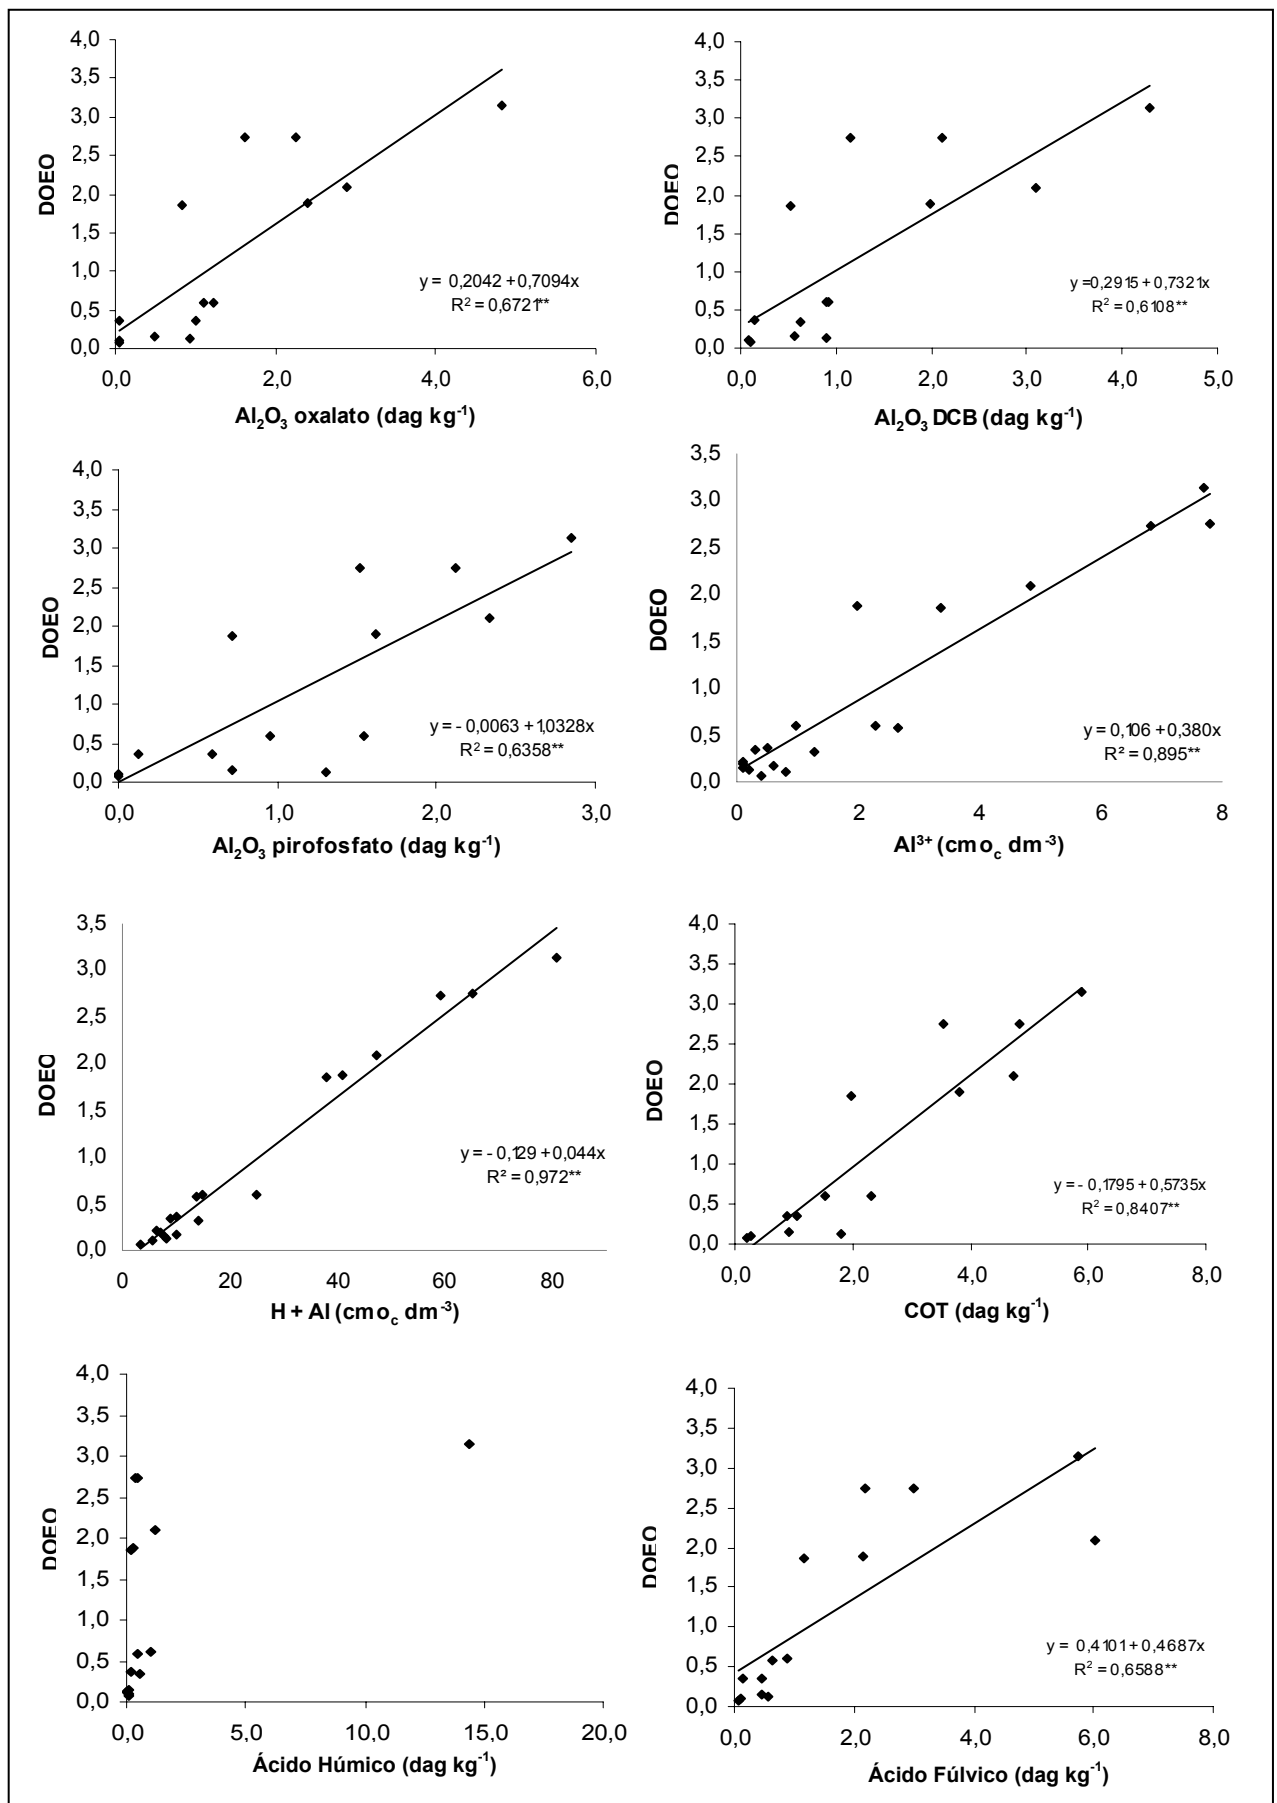 4,0
3,5
3,0
2,5
2,0
1,5
1,0
0,5
0,0
DOEO
y = 0,2042 + 0,7094x
R² = 0,6721**
0,0 2,0 4,0 6,0
Al₂O₃ oxalato (dag kg⁻¹)
4,0
3,5
3,0
2,5
2,0
1,5
1,0
0,5
0,0
DOEO
y =0,2915 + 0,7321x
R² = 0,6108**
0,0 1,0 2,0 3,0 4,0 5,0
Al₂O₃ DCB (dag kg⁻¹)
4,0
3,5
3,0
2,5
2,0
1,5
1,0
0,5
0,0
DOEO
y = - 0,0063 + 1,0328x
R² = 0,6358**
0,0 1,0 2,0 3,0
Al₂O₃ pirofosfato (dag kg⁻¹)
3,5
3,0
2,5
2,0
1,5
1,0
0,5
0,0
DOEO
y = 0,106 + 0,380x
R² = 0,895**
0 2 4 6 8
Al³⁺ (cmo꜀ dm⁻³)
3,5
3,0
2,5
2,0
1,5
1,0
0,5
0,0
DOEO
y = - 0,129 + 0,044x
R² = 0,972**
0 20 40 60 80
H + Al (cmo꜀ dm⁻³)
4,0
3,5
3,0
2,5
2,0
1,5
1,0
0,5
0,0
DOEO
y = - 0,1795 + 0,5735x
R² = 0,8407**
0,0 2,0 4,0 6,0 8,0
COT (dag kg⁻¹)
4,0
3,5
3,0
2,5
2,0
1,5
1,0
0,5
0,0
DOEO
0,0 5,0 10,0 15,0 20,0
Ácido Húmico (dag kg⁻¹)
4,0
3,5
3,0
2,5
2,0
1,5
1,0
0,5
0,0
DOEO
y = 0,4101 + 0,4687x
R² = 0,6588**
0,0 2,0 4,0 6,0 8,0
Ácido Fúlvico (dag kg⁻¹)